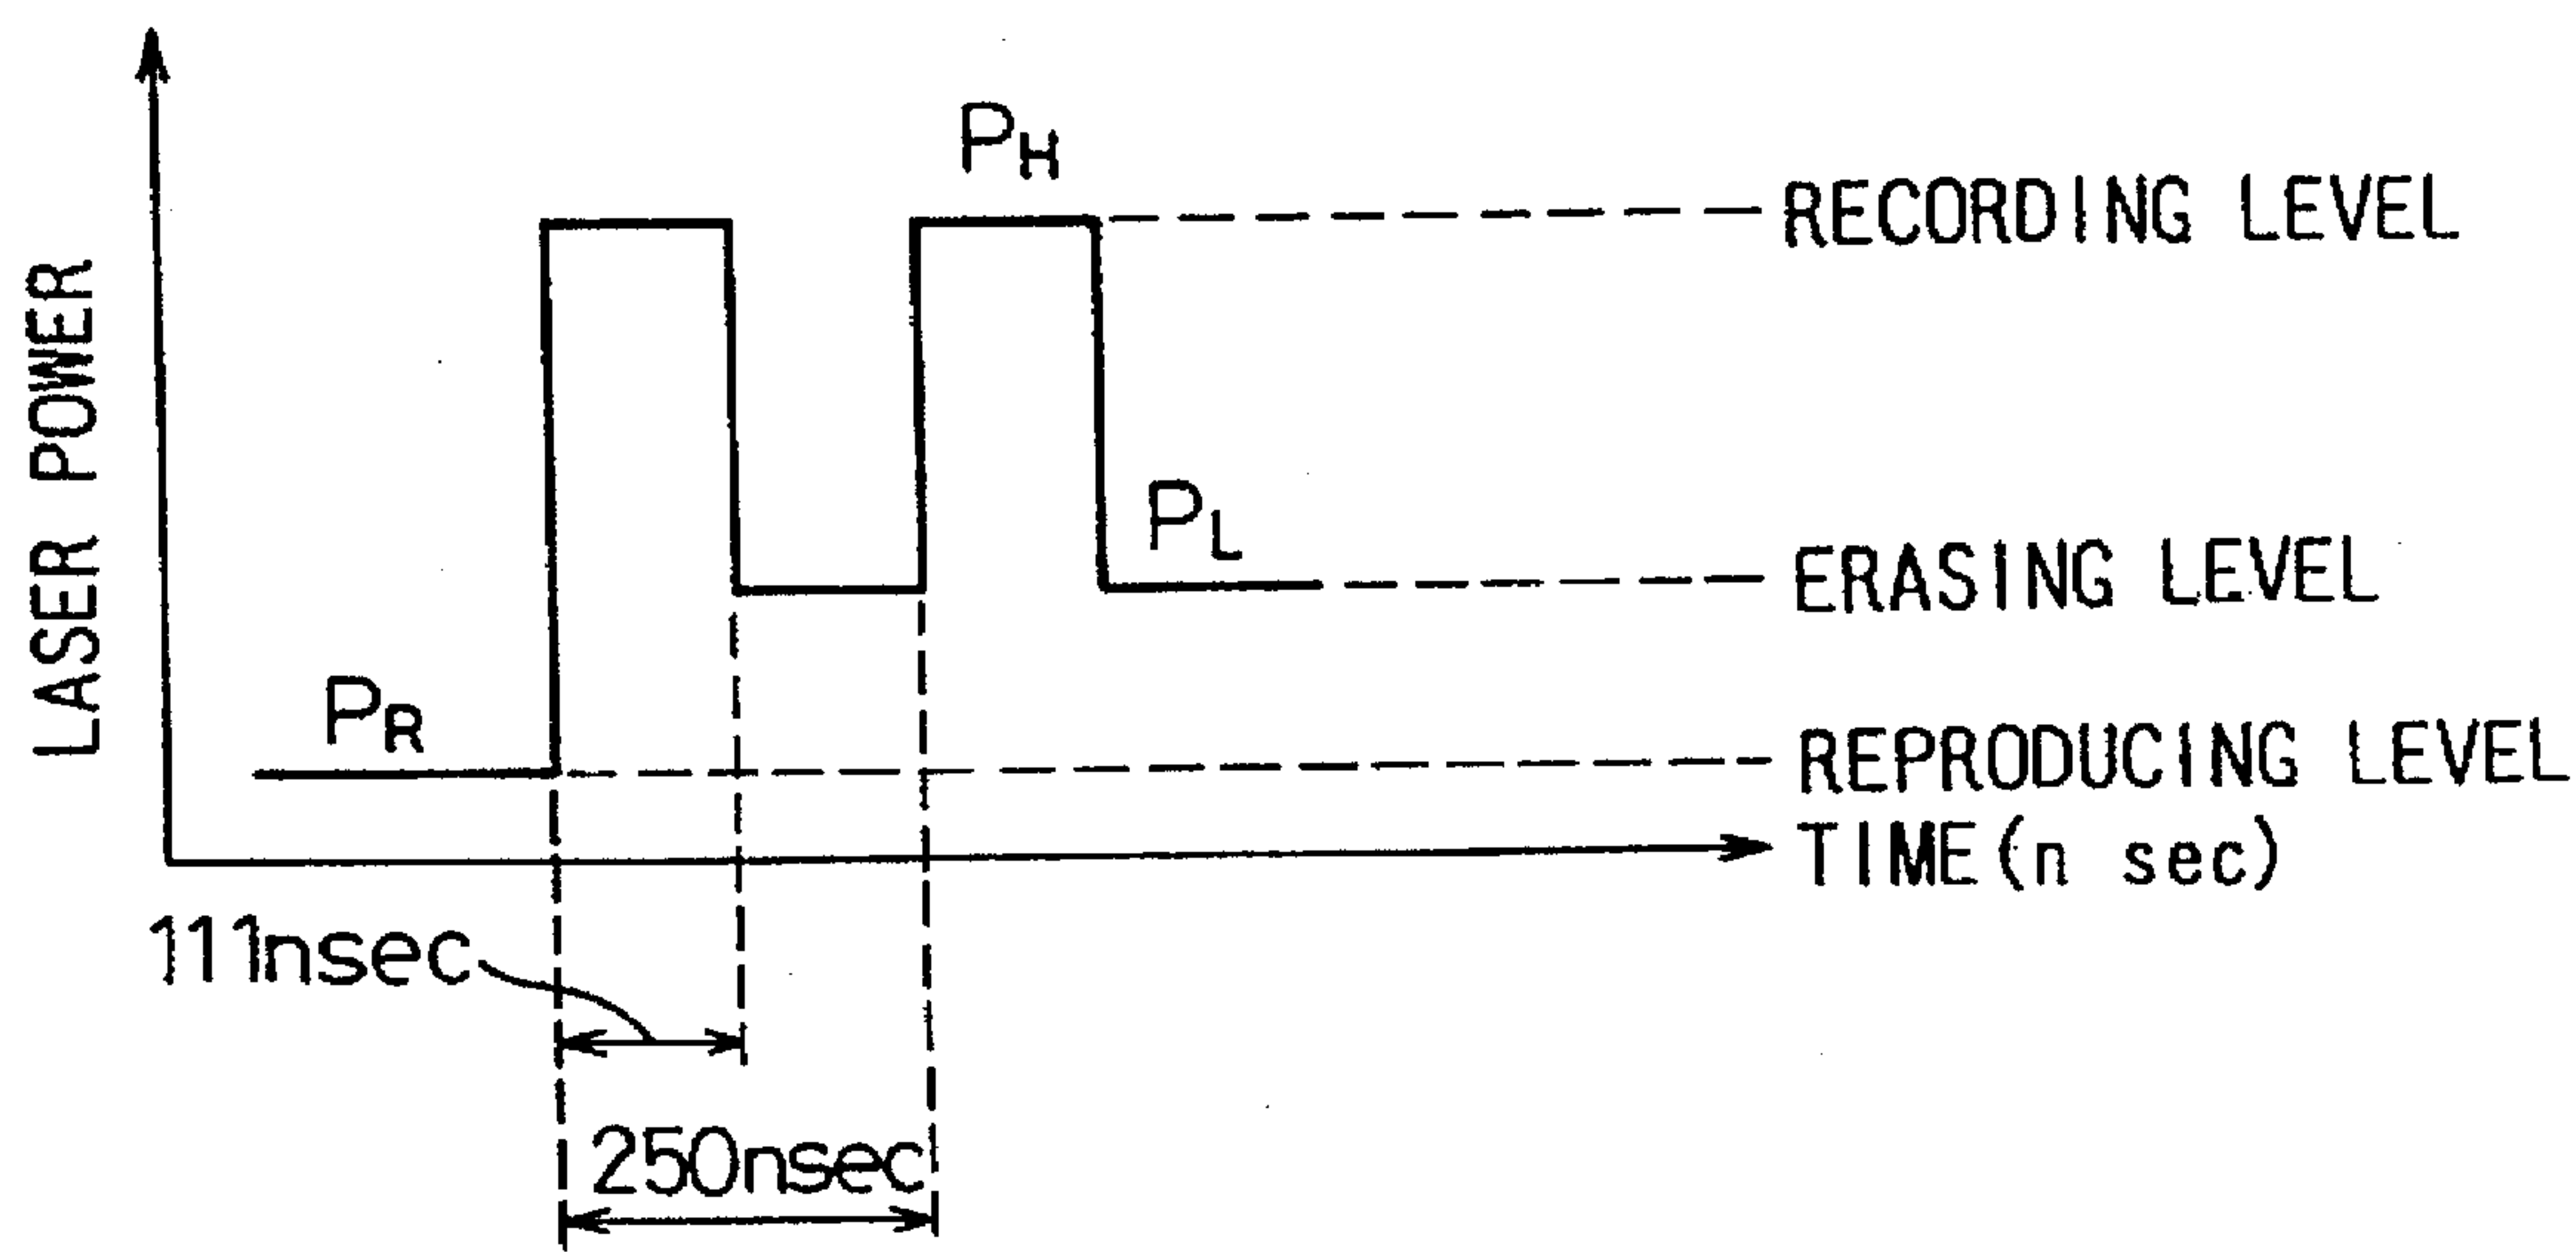 LASER POWER
PH
RECORDING LEVEL
PL
ERASING LEVEL
PR
REPRODUCING LEVEL
TIME(n sec)
111nsec
250nsec